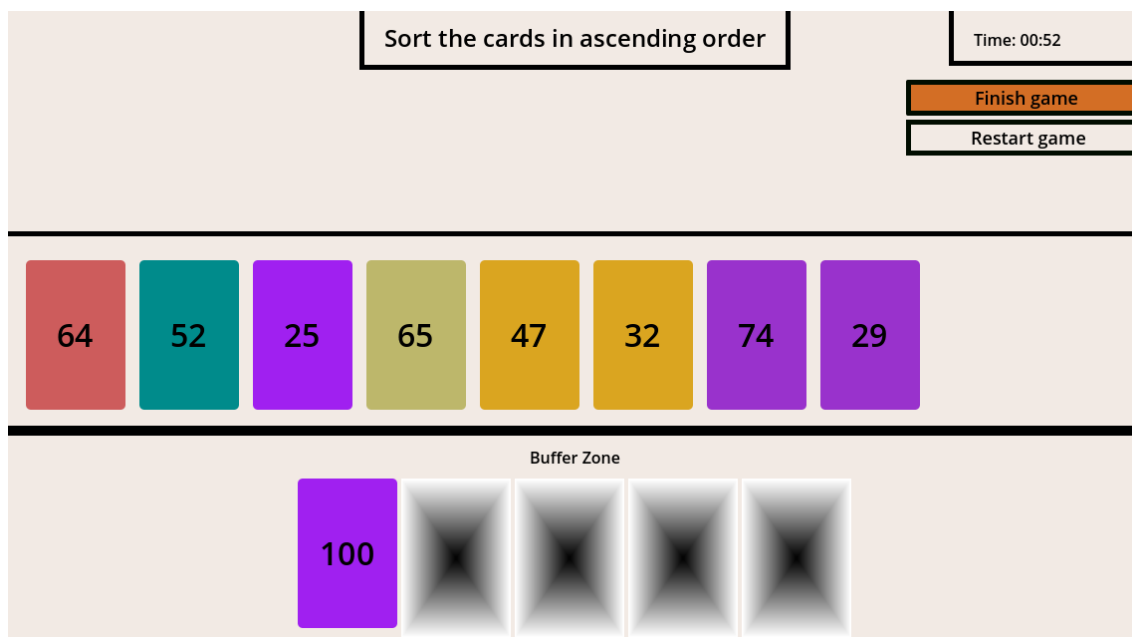 Sort the cards in ascending order
Time: 00:52
Finish game
Restart game
64 52 25 65 47 32 74 29
Buffer Zone
100